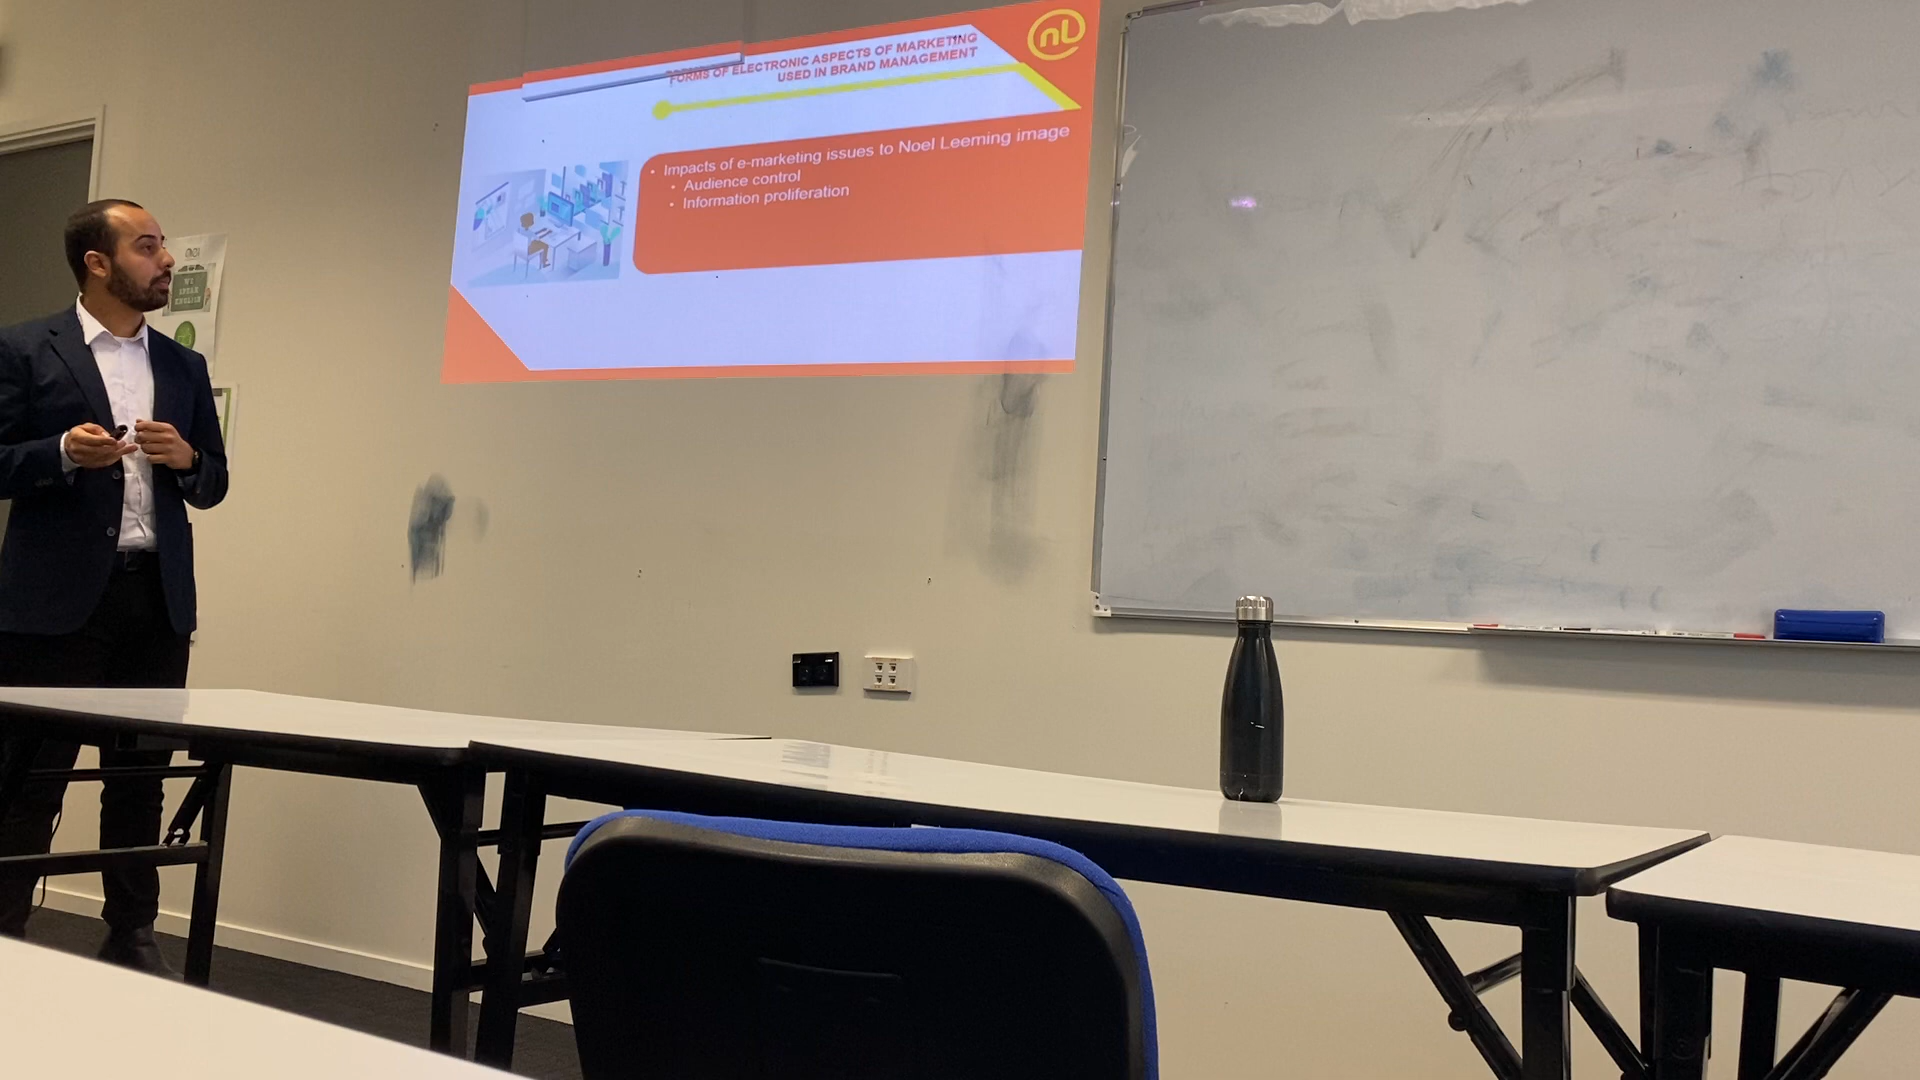 FORMS OF ELECTRONIC ASPECTS OF MARKETING
USED IN BRAND MANAGEMENT
nL
• Impacts of e-marketing issues to Noel Leeming image
• Audience control
• Information proliferation
WE
SPEAK
ENGLISH